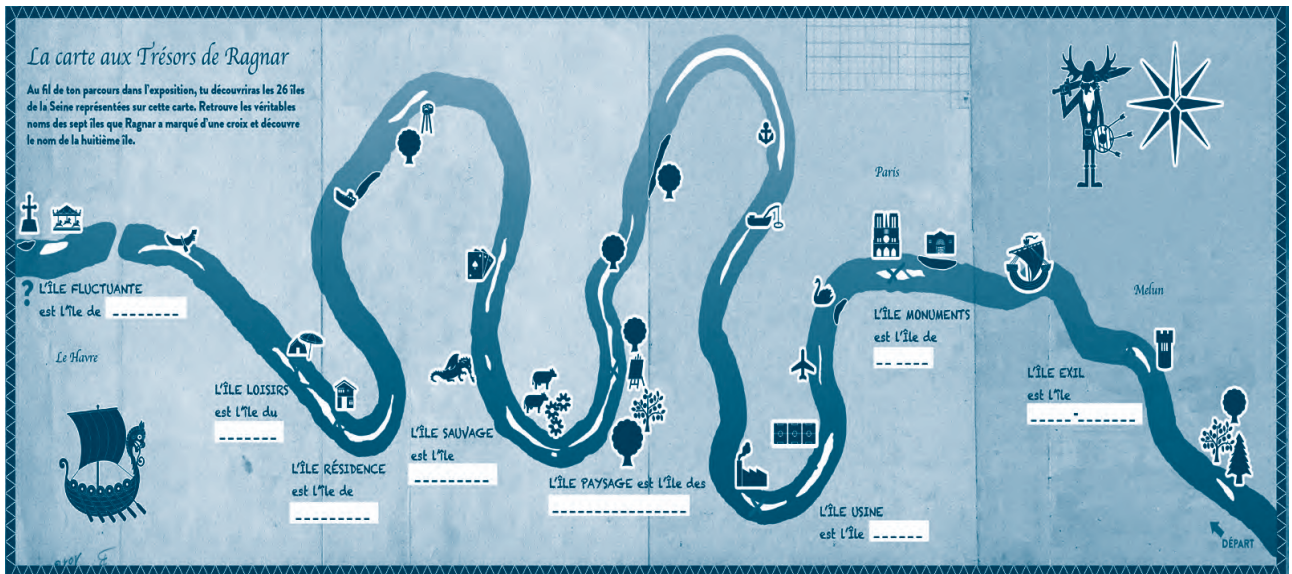 La carte aux Trésors de Ragnar
Au fil de ton parcours dans l'exposition, tu découvriras les 26 îles
de la Seine représentées sur cette carte. Retrouve les véritables
noms des sept îles que Ragnar a marqué d'une croix et découvre
le nom de la huitième île.
Paris
Melun
Le Havre
? L'ÎLE FLUCTUANTE
est l'île de _ _ _ _ _ _ _ _
L'ÎLE LOISIRS
est l'île du
_ _ _ _ _ _ _
L'ÎLE RÉSIDENCE
est l'île de
_ _ _ _ _ _ _ _ _
L'ÎLE SAUVAGE
est l'île
_ _ _ _ _ _ _ _
L'ÎLE PAYSAGE est l'Île des
_ _ _ _ _ _ _ _ _ _ _ _ _ _ _
L'ÎLE USINE
est l'Île _ _ _ _ _ _
L'ÎLE MONUMENTS
est l'Île de
_ _ _ _ _ _
L'ÎLE EXIL
est l'île
_ _ _ _ _ - _ _ _ _ _ _
DÉPART